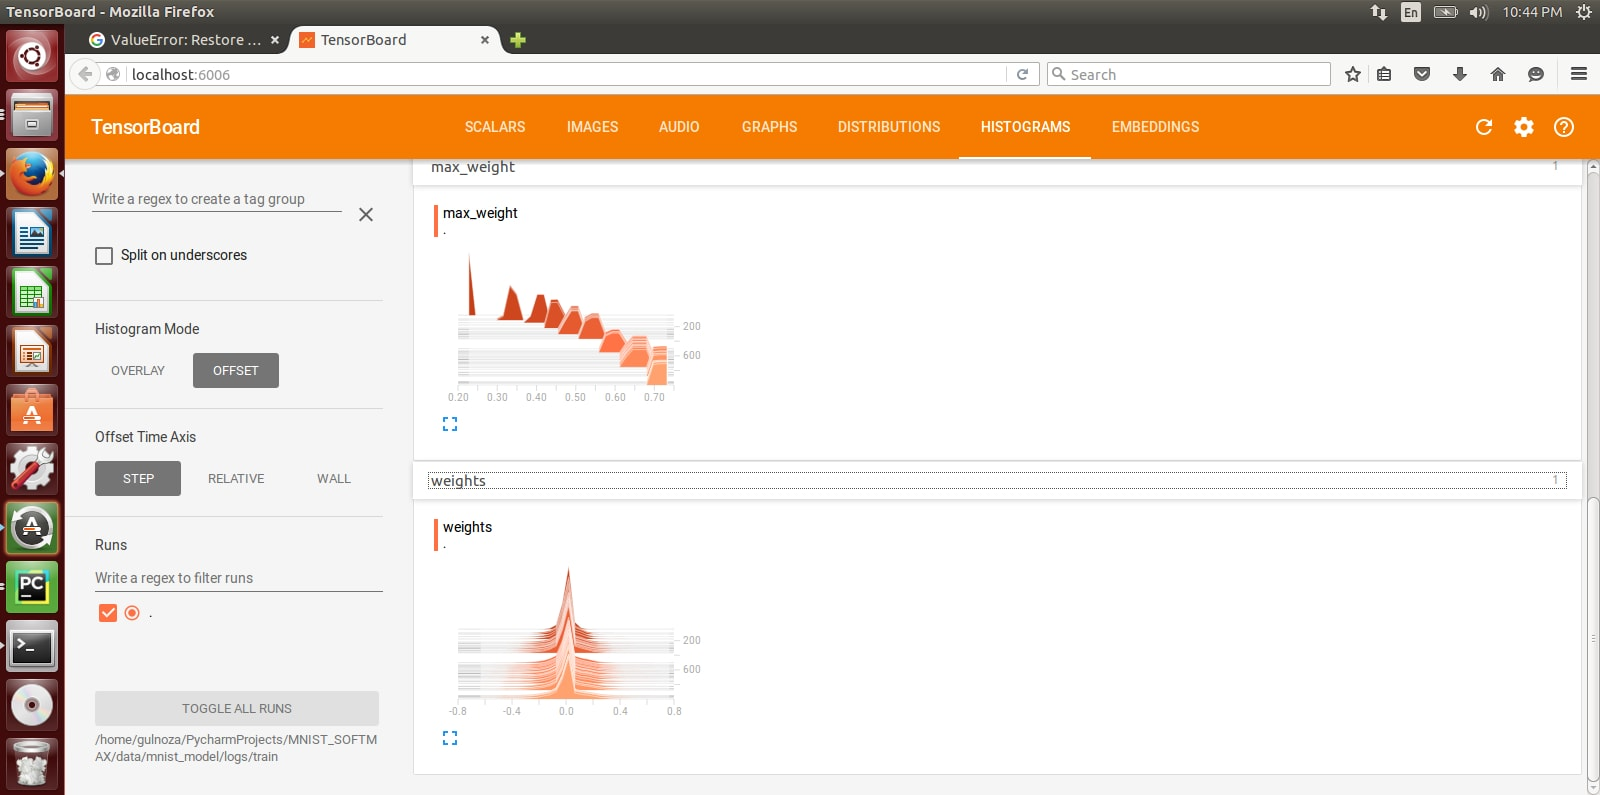 TensorBoard - Mozilla Firefox
En
10:44 PM
ValueError: Restore ...
TensorBoard
localhost:6006
Search
TensorBoard
SCALARS
IMAGES
AUDIO
GRAPHS
DISTRIBUTIONS
HISTOGRAMS
EMBEDDINGS
Write a regex to create a tag group
Split on underscores
Histogram Mode
OVERLAY
OFFSET
Offset Time Axis
STEP
RELATIVE
WALL
Runs
Write a regex to filter runs
.
TOGGLE ALL RUNS
/home/gulnoza/PycharmProjects/MNIST_SOFTM
AX/data/mnist_model/logs/train
max_weight
1
max_weight
.
200
600
0.20 0.30 0.40 0.50 0.60 0.70
weights
1
weights
.
200
600
-0.8 -0.4 0.0 0.4 0.8
PC
>_